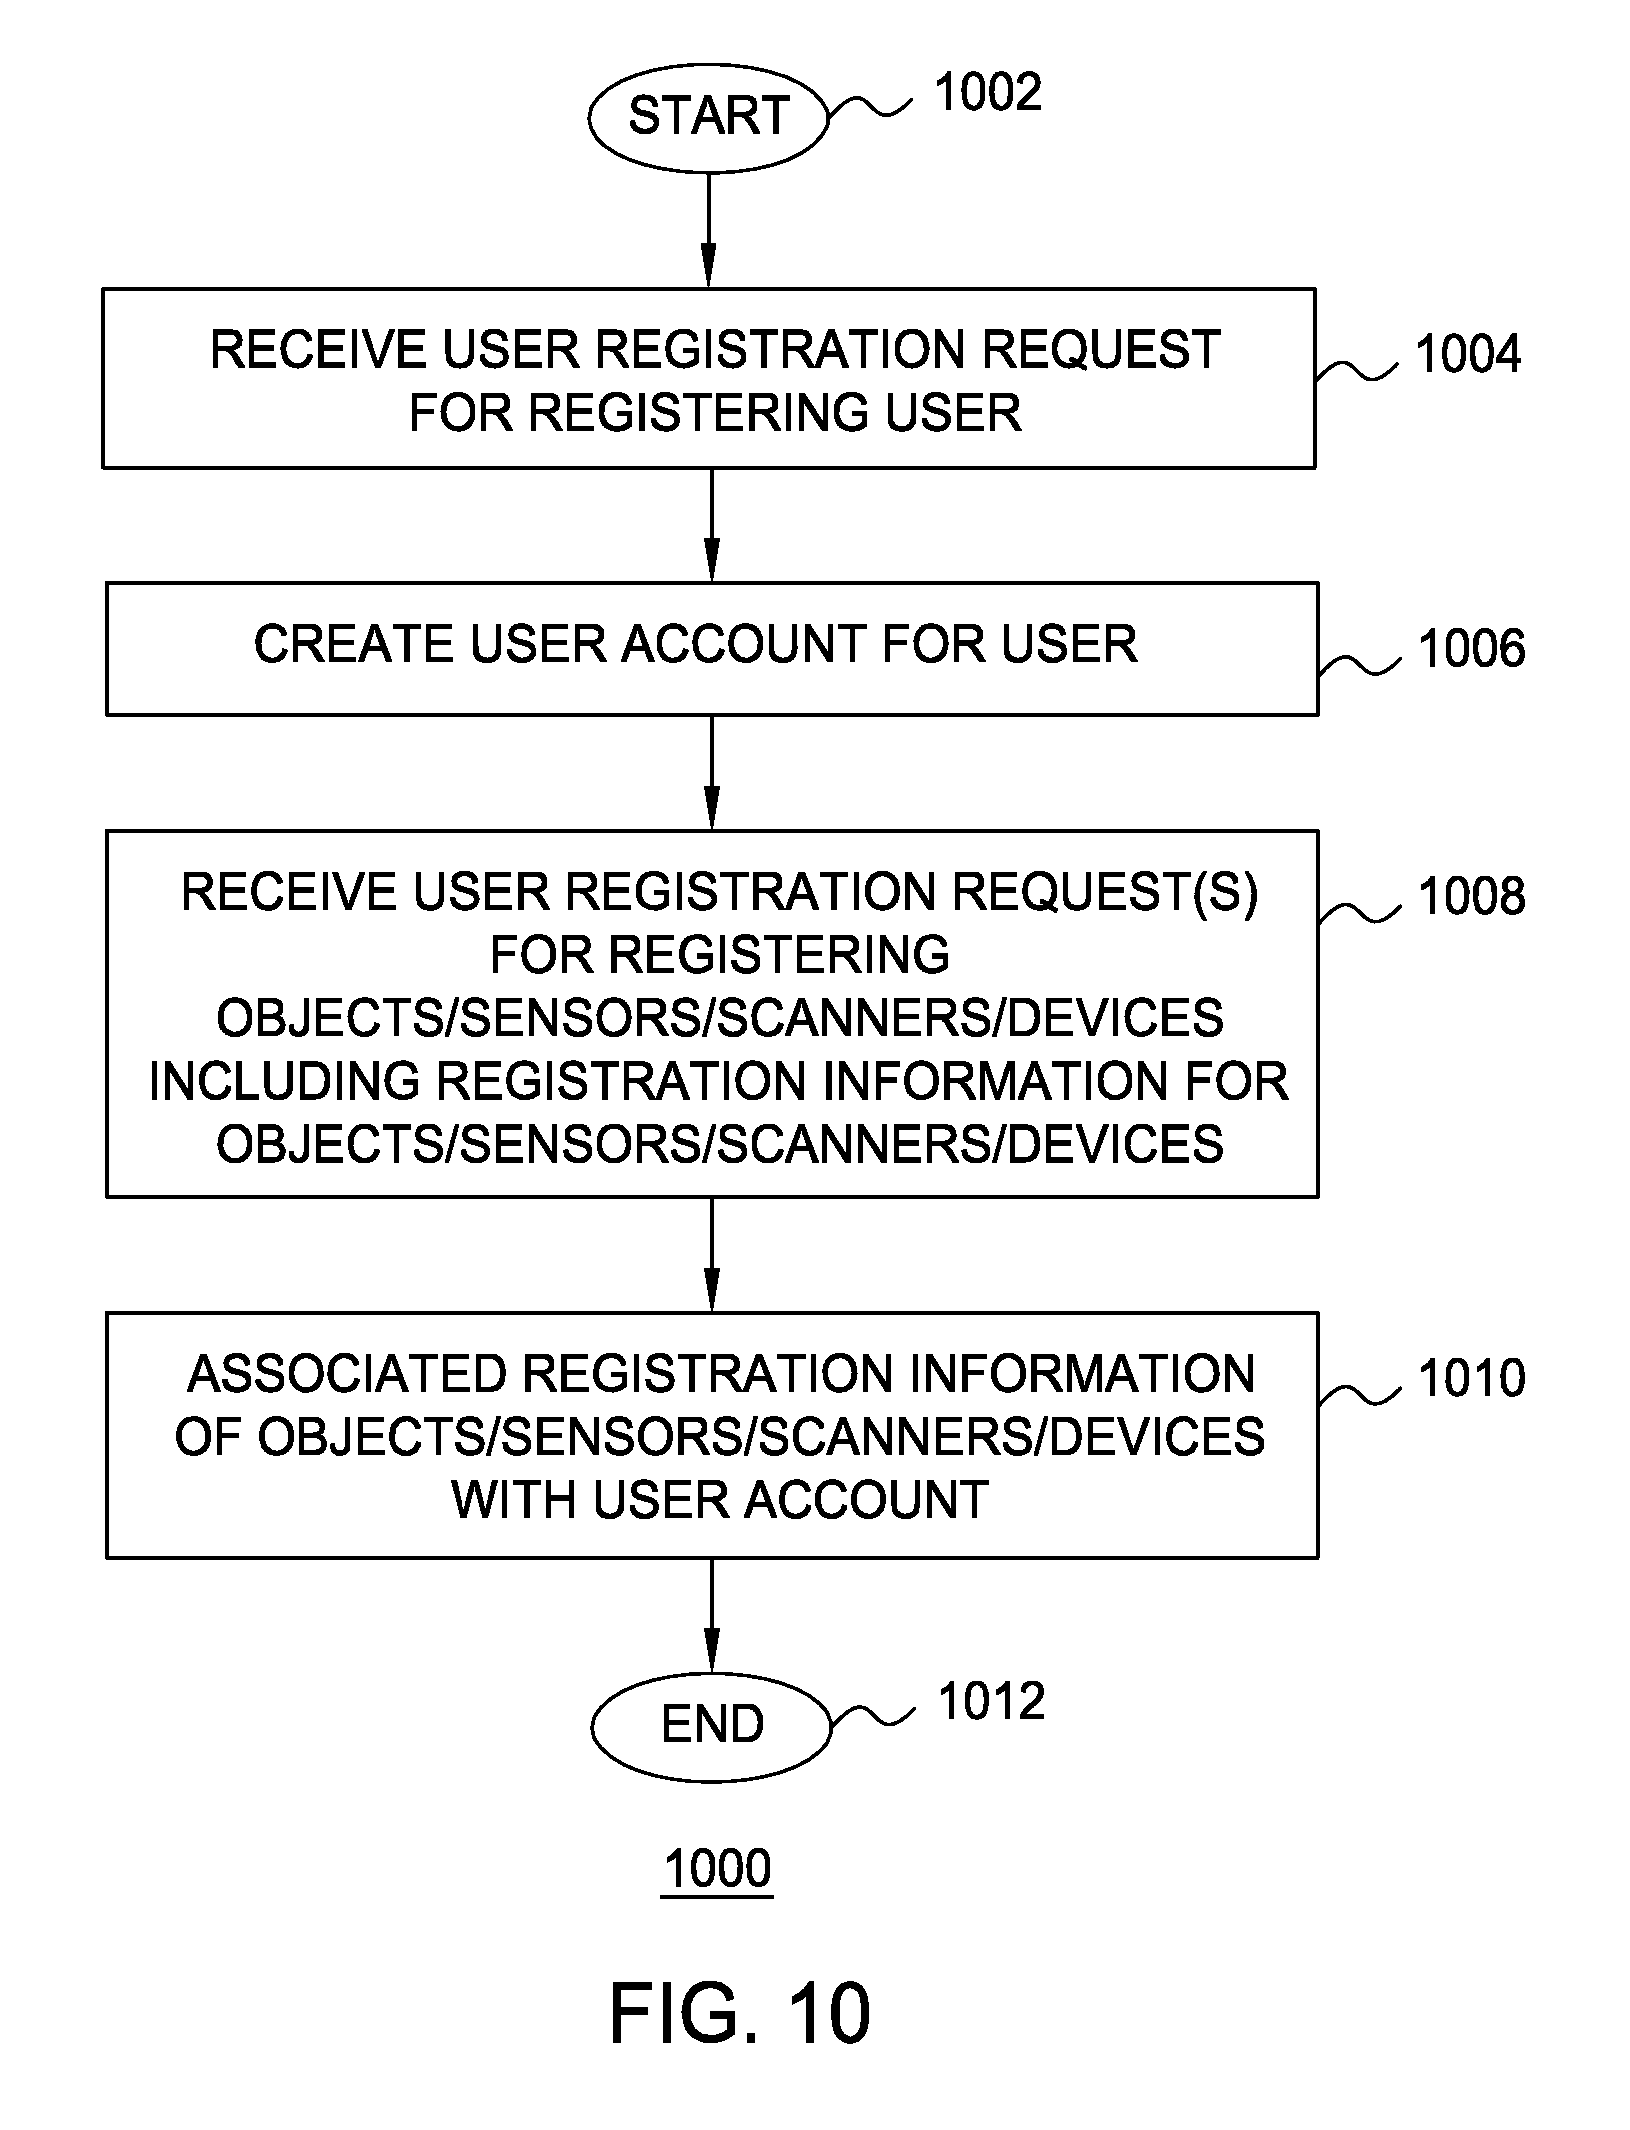 START
1002
RECEIVE USER REGISTRATION REQUEST
FOR REGISTERING USER
1004
CREATE USER ACCOUNT FOR USER
1006
RECEIVE USER REGISTRATION REQUEST(S)
FOR REGISTERING
OBJECTS/SENSORS/SCANNERS/DEVICES
INCLUDING REGISTRATION INFORMATION FOR
OBJECTS/SENSORS/SCANNERS/DEVICES
1008
ASSOCIATED REGISTRATION INFORMATION
OF OBJECTS/SENSORS/SCANNERS/DEVICES
WITH USER ACCOUNT
1010
END
1012
1000
FIG. 10